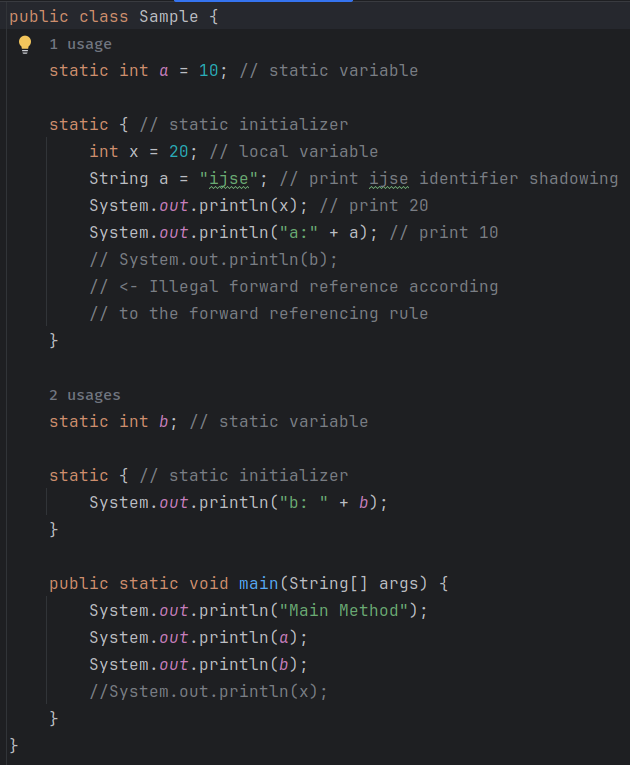 public class Sample {
1 usage
static int a = 10; // static variable
static { // static initializer
int x = 20; // local variable
String a = "ijse"; // print ijse identifier shadowing
System.out.println(x); // print 20
System.out.println("a:" + a); // print 10
// System.out.println(b);
// <- Illegal forward reference according
// to the forward referencing rule
}
2 usages
static int b; // static variable
static { // static initializer
System.out.println("b: " + b);
}
public static void main(String[] args) {
System.out.println("Main Method");
System.out.println(a);
System.out.println(b);
//System.out.println(x);
}
}